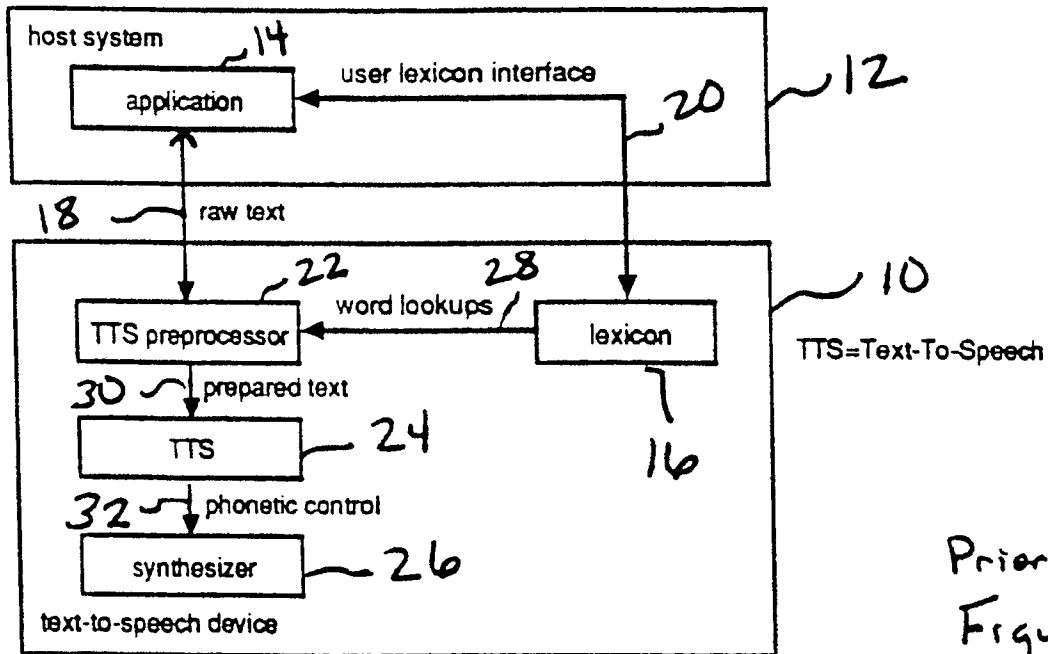 host system
14
application
user lexicon interface
12
20
18
raw text
22
28
10
TTS preprocessor
word lookups
lexicon
TTS=Text-To-Speech
30
prepared text
16
TTS
24
32
phonetic control
synthesizer
26
Prior
text-to-speech device